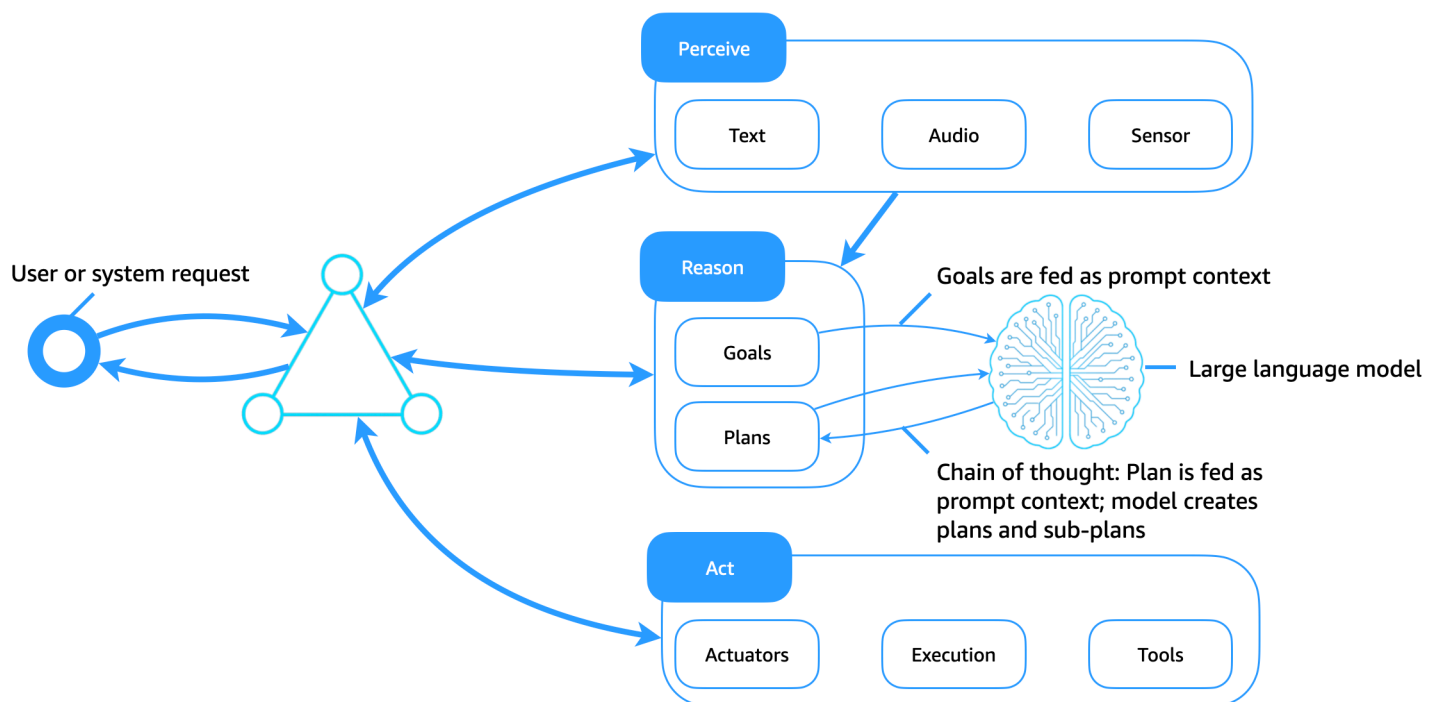 Perceive
Text
Audio
Sensor
User or system request
Reason
Goals are fed as prompt context
Goals
Large language model
Plans
Chain of thought: Plan is fed as
prompt context; model creates
plans and sub-plans
Act
Actuators
Execution
Tools